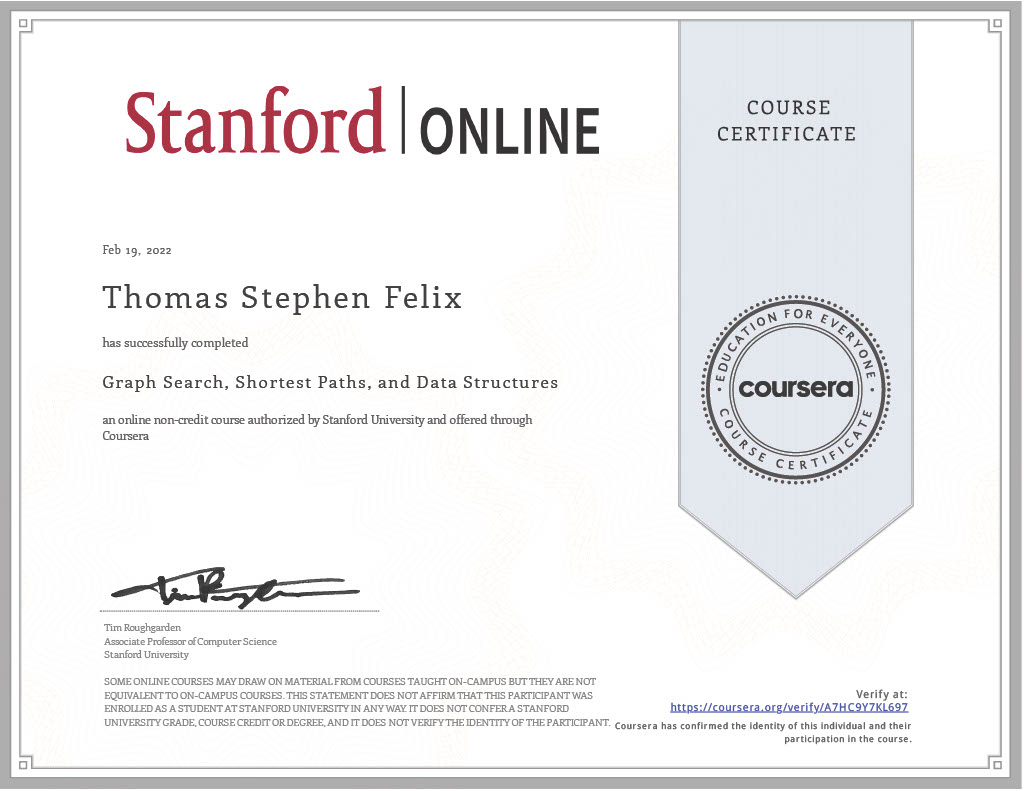 Stanford | ONLINE
COURSE
CERTIFICATE
Feb 19, 2022
Thomas Stephen Felix
has successfully completed
Graph Search, Shortest Paths, and Data Structures
an online non-credit course authorized by Stanford University and offered through
Coursera
EDUCATION FOR EVERYONE
coursera
COURSE CERTIFICATE
Tim Roughgarden
Tim Roughgarden
Associate Professor of Computer Science
Stanford University
SOME ONLINE COURSES MAY DRAW ON MATERIAL FROM COURSES TAUGHT ON-CAMPUS BUT THEY ARE NOT
EQUIVALENT TO ON-CAMPUS COURSES. THIS STATEMENT DOES NOT AFFIRM THAT THIS PARTICIPANT WAS
ENROLLED AS A STUDENT AT STANFORD UNIVERSITY IN ANY WAY. IT DOES NOT CONFER A STANFORD
UNIVERSITY GRADE, COURSE CREDIT OR DEGREE, AND IT DOES NOT VERIFY THE IDENTITY OF THE PARTICIPANT.
Verify at:
https://coursera.org/verify/A7HC9Y7KL697
Coursera has confirmed the identity of this individual and their
participation in the course.